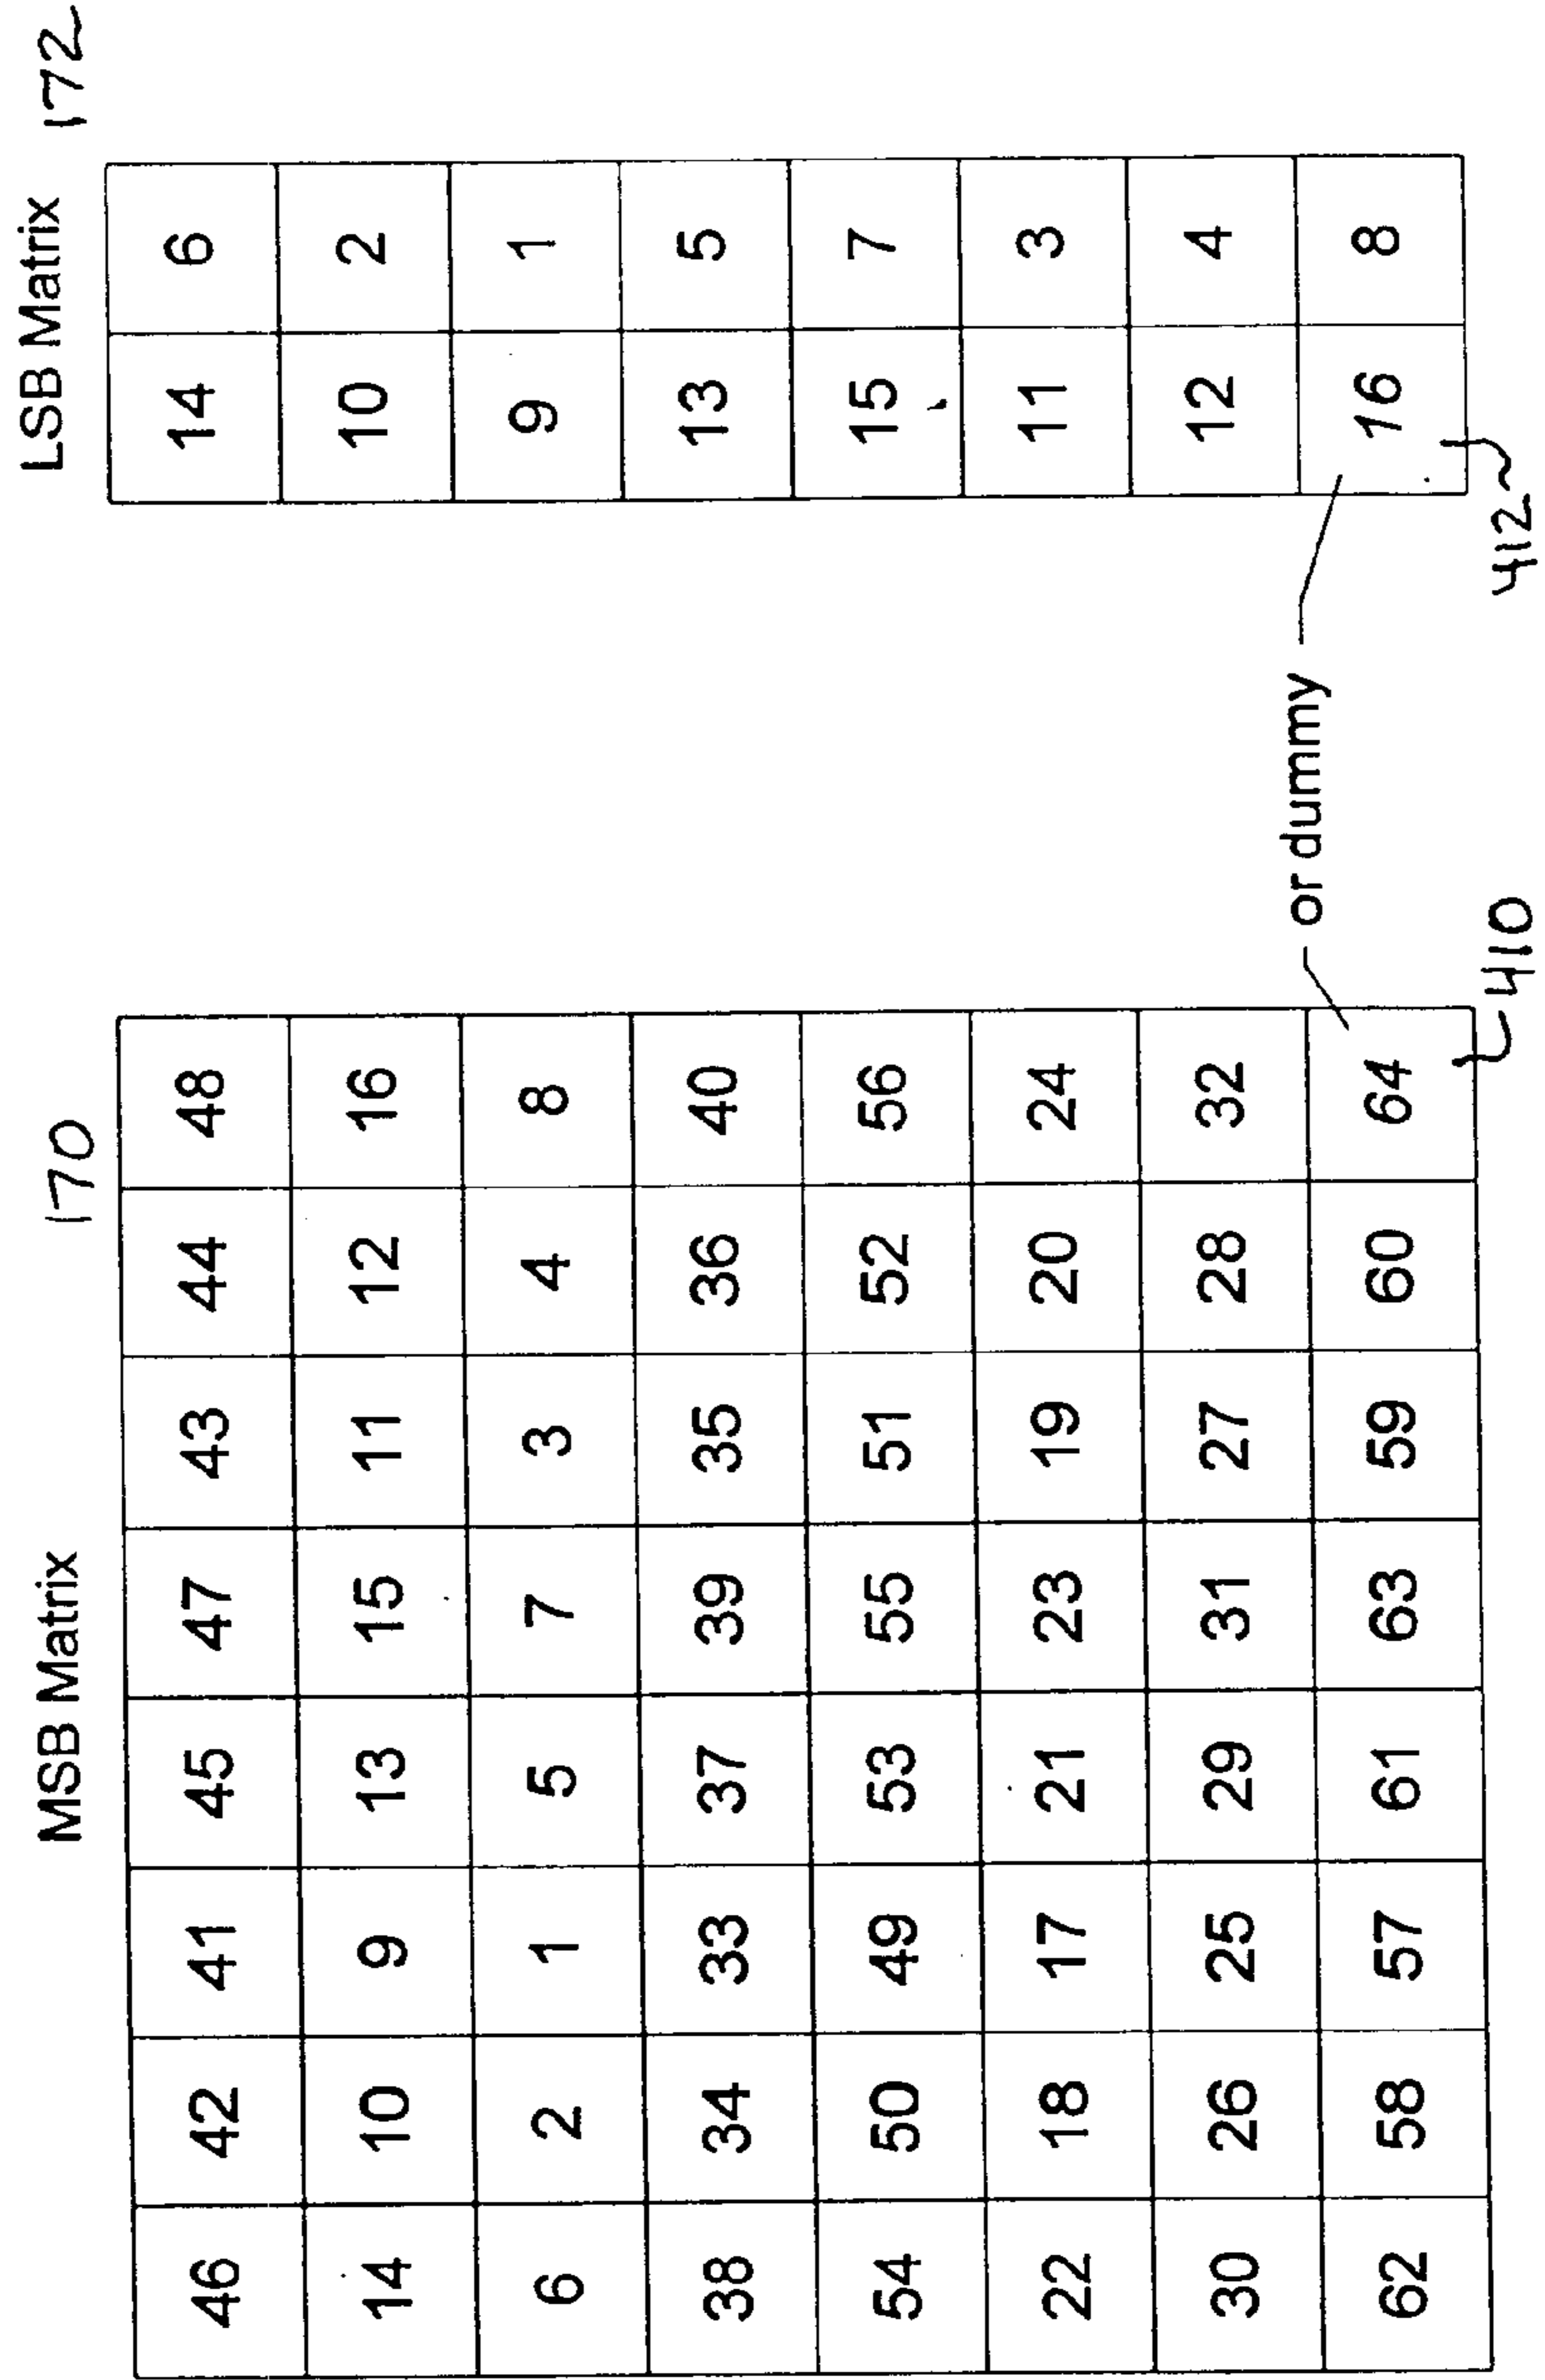 MSB Matrix 170
46 42 41 45 47 43 44 48
14 10 9 13 15 11 12 16
6 2 1 5 7 3 4 8
38 34 33 37 39 35 36 40
54 50 49 53 55 51 52 56
22 18 17 21 23 19 20 24
30 26 25 29 31 27 28 32
62 58 57 61 63 59 60 64
410
or dummy
LSB Matrix 172
14 6
10 2
9 1
13 5
15 7
11 3
12 4
16 8
412